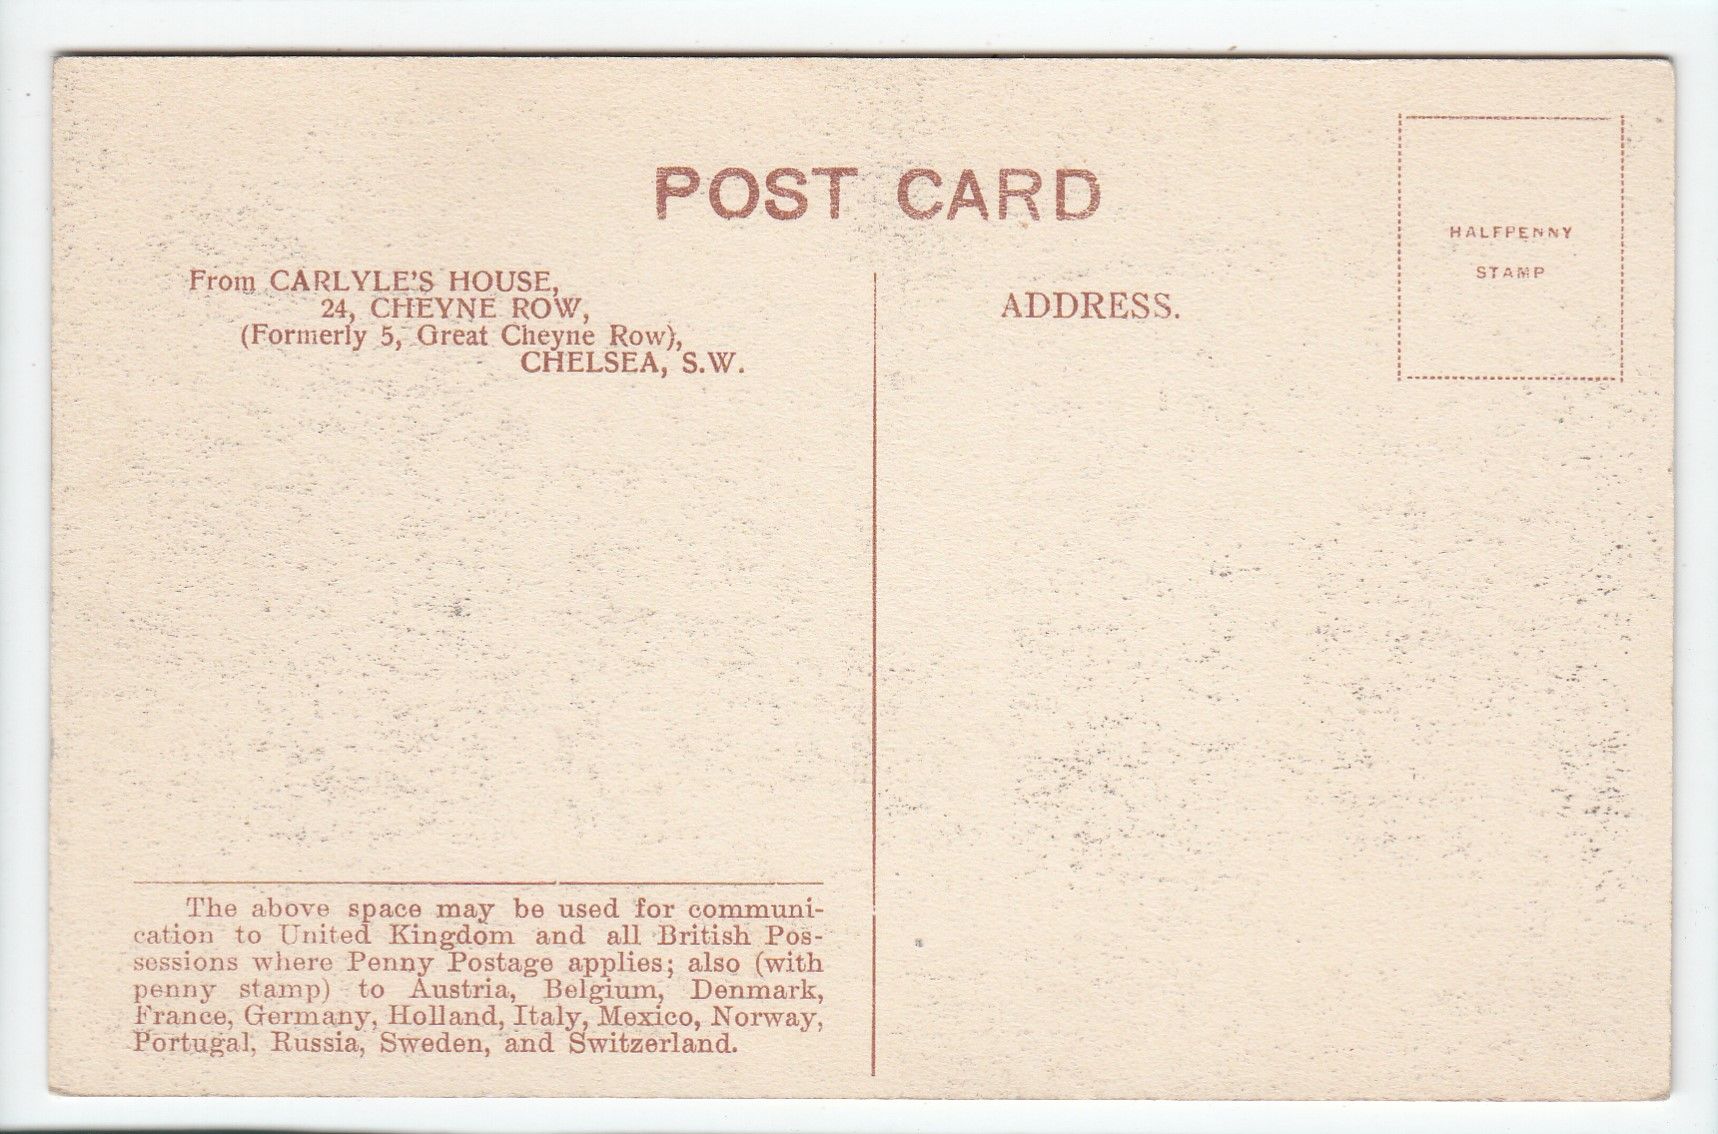 POST CARD
HALFPENNY
STAMP
From CARLYLE'S HOUSE,
24, CHEYNE ROW,
(Formerly 5, Great Cheyne Row),
CHELSEA, S.W.
ADDRESS.
The above space may be used for communi-
cation to United Kingdom and all British Pos-
sessions where Penny Postage applies; also (with
penny stamp) to Austria, Belgium, Denmark,
France, Germany, Holland, Italy, Mexico, Norway,
Portugal, Russia, Sweden, and Switzerland.